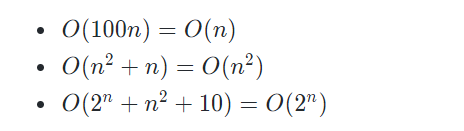 • O(100n) = O(n)
• O(n² + n) = O(n²)
• O(2ⁿ + n² + 10) = O(2ⁿ)